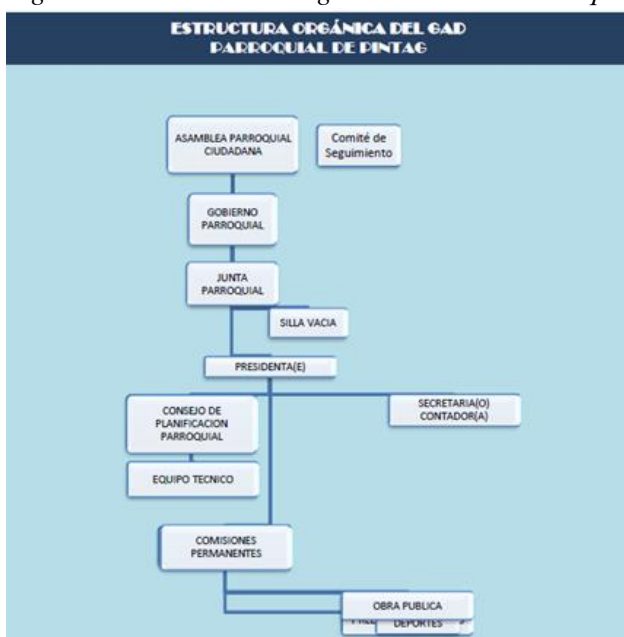 ESTRUCTURA ORGÁNICA DEL GAD
PARROQUIAL DE PINTAG
ASAMBLEA PARROQUIAL
CIUDADANA
Comité de
Seguimiento
GOBIERNO
PARROQUIAL
JUNTA
PARROQUIAL
SILLA VACIA
PRESIDENTA(E)
CONSEJO DE
PLANIFICACION
PARROQUIAL
SECRETARIA(O)
CONTADOR(A)
EQUIPO TECNICO
COMISIONES
PERMANENTES
OBRA PUBLICA
DEPORTES